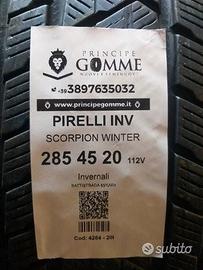 PRINCIPE
GOMME
+39 3897635032
www.principegomme.it
PIRELLI INV
SCORPION WINTER
285 45 20 112V
Invernali
Cod: 4264 - 20I
subito